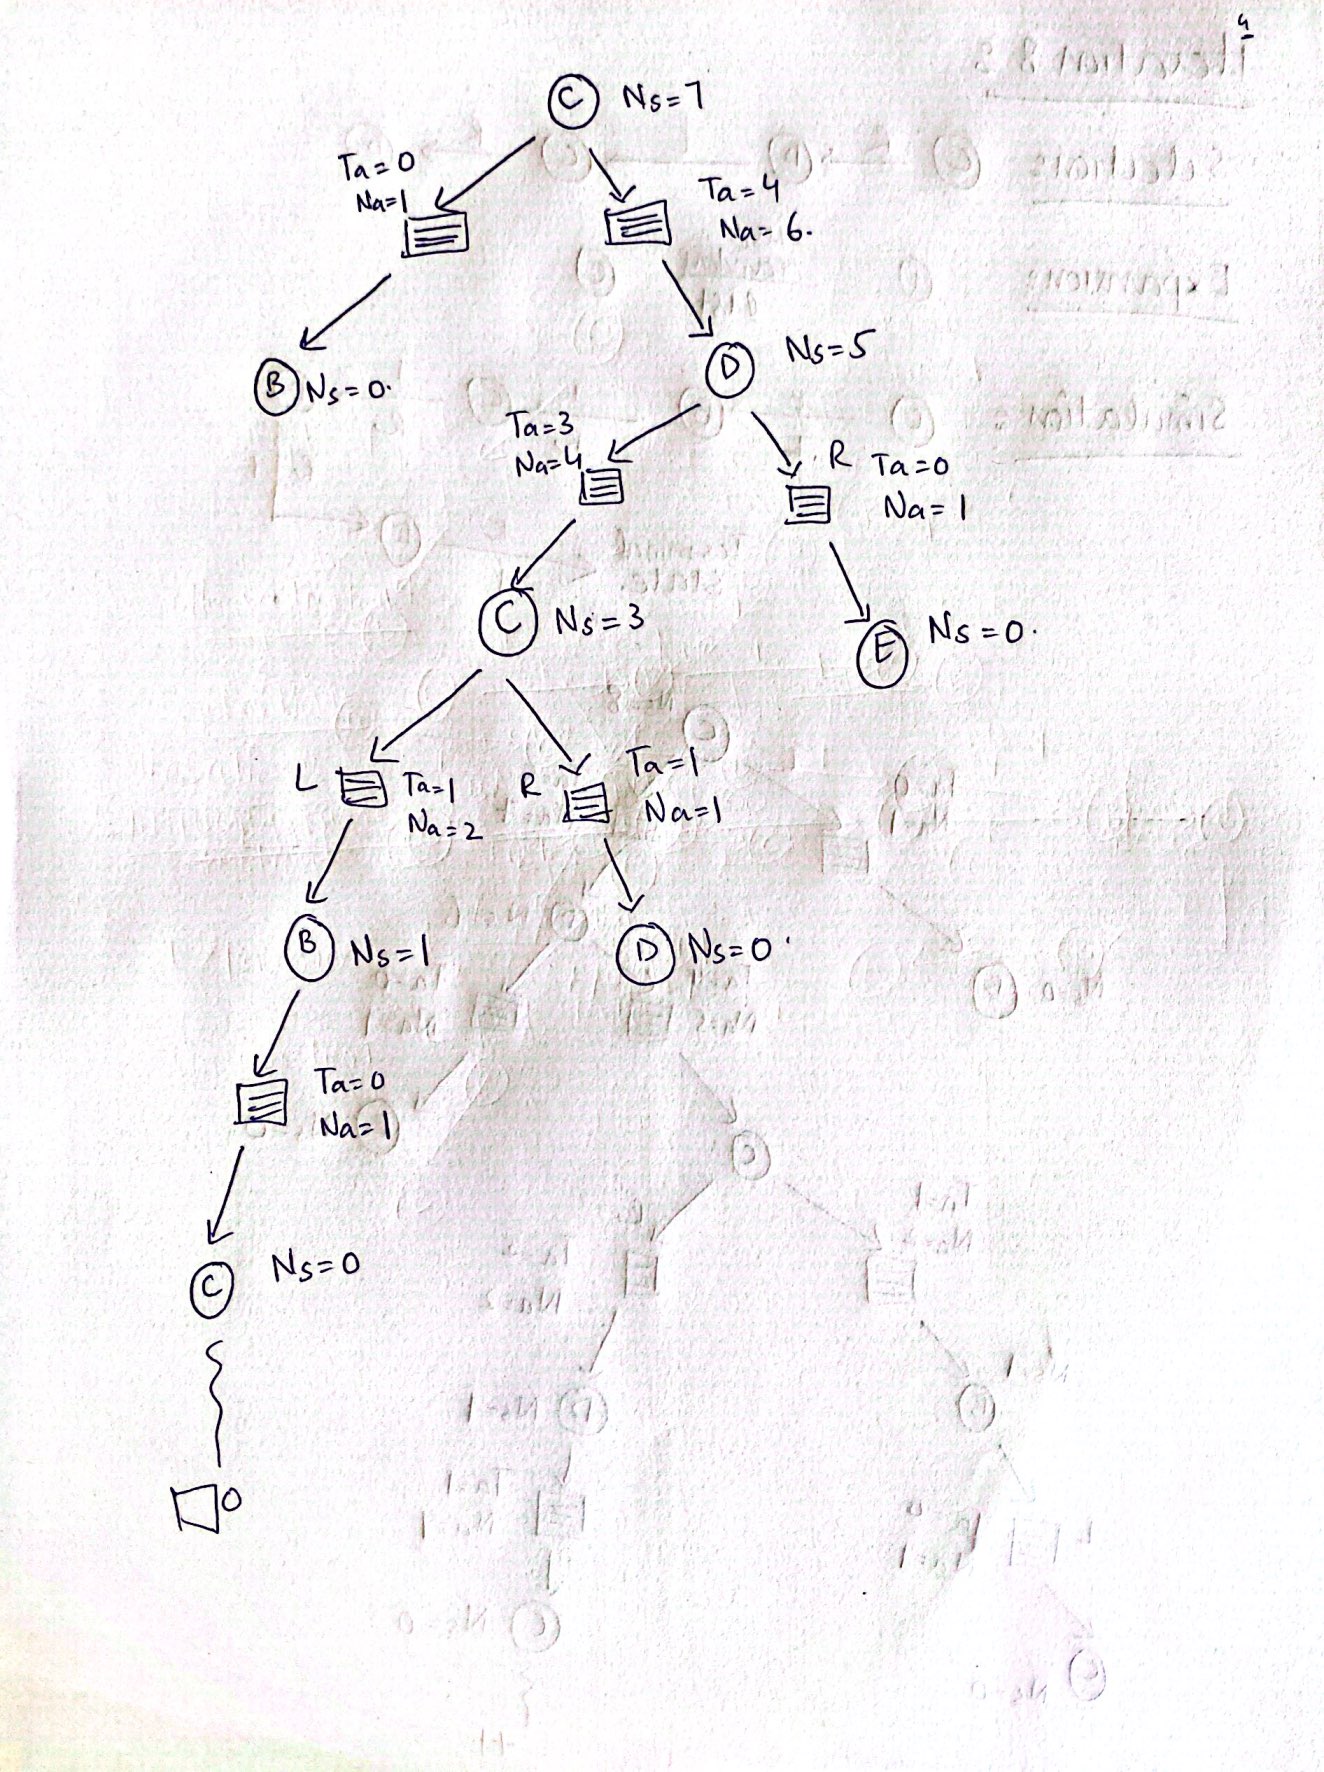 4
C Ns=7
Ta=0
Na=1
Ta=4
Na=6.
B Ns=0.
D Ns=5
Ta=3
Na=4
R Ta=0
Na=1
C Ns=3
E Ns=0.
L Ta=1
Na=2
R Ta=1
Na=1
B Ns=1
D Ns=0.
Ta=0
Na=1
C Ns=0
0